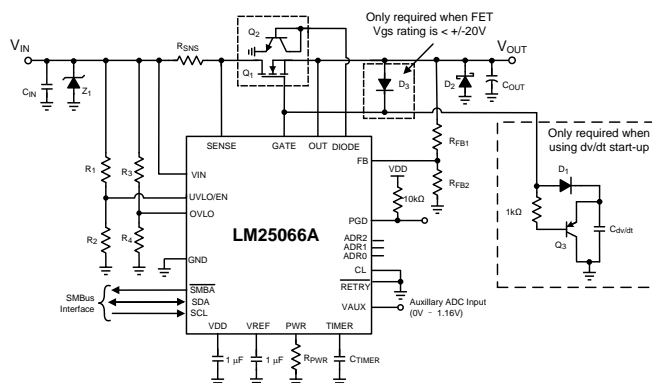 Only required when FET
Vgs rating is < +/-20V
VIN
RSNS
Q2
Q1
VOUT
CIN
Z1
D3
D2
COUT
SENSE
GATE
OUT
DIODE
R1
R3
VIN
UVLO/EN
OVLO
R2
R4
GND
SMBA
SDA
SCL
SMBus
Interface
LM25066A
FB
RFB1
RFB2
VDD
10kΩ
PGD
ADR2
ADR1
ADR0
CL
RETRY
VAUX
Auxillary ADC Input
(0V - 1.16V)
VDD
VREF
PWR
TIMER
1 µF
1 µF
RPWR
CTIMER
Only required when
using dv/dt start-up
D1
1kΩ
Q3
Cdv/dt